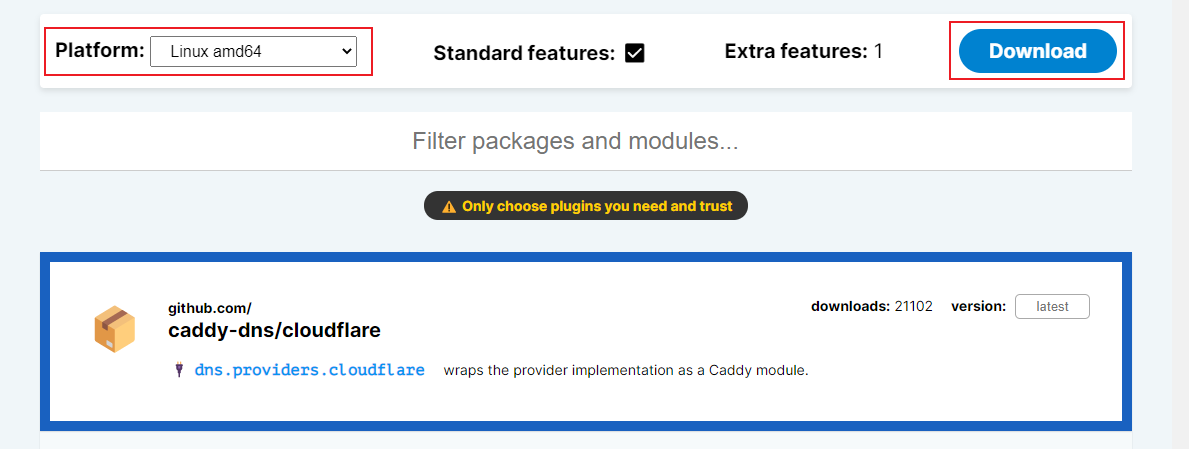 Platform: Linux amd64 Standard features: Extra features: 1 Download
Filter packages and modules...
Only choose plugins you need and trust
github.com/ downloads: 21102 version: latest
caddy-dns/cloudflare
dns.providers.cloudflare wraps the provider implementation as a Caddy module.